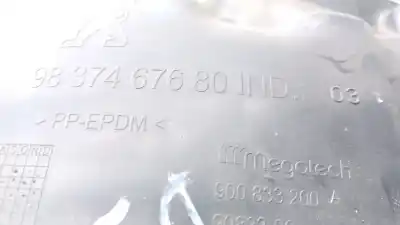 98 374 676 80 IND. 03
> PP-EPDM <
Megatech
900 833 200 A